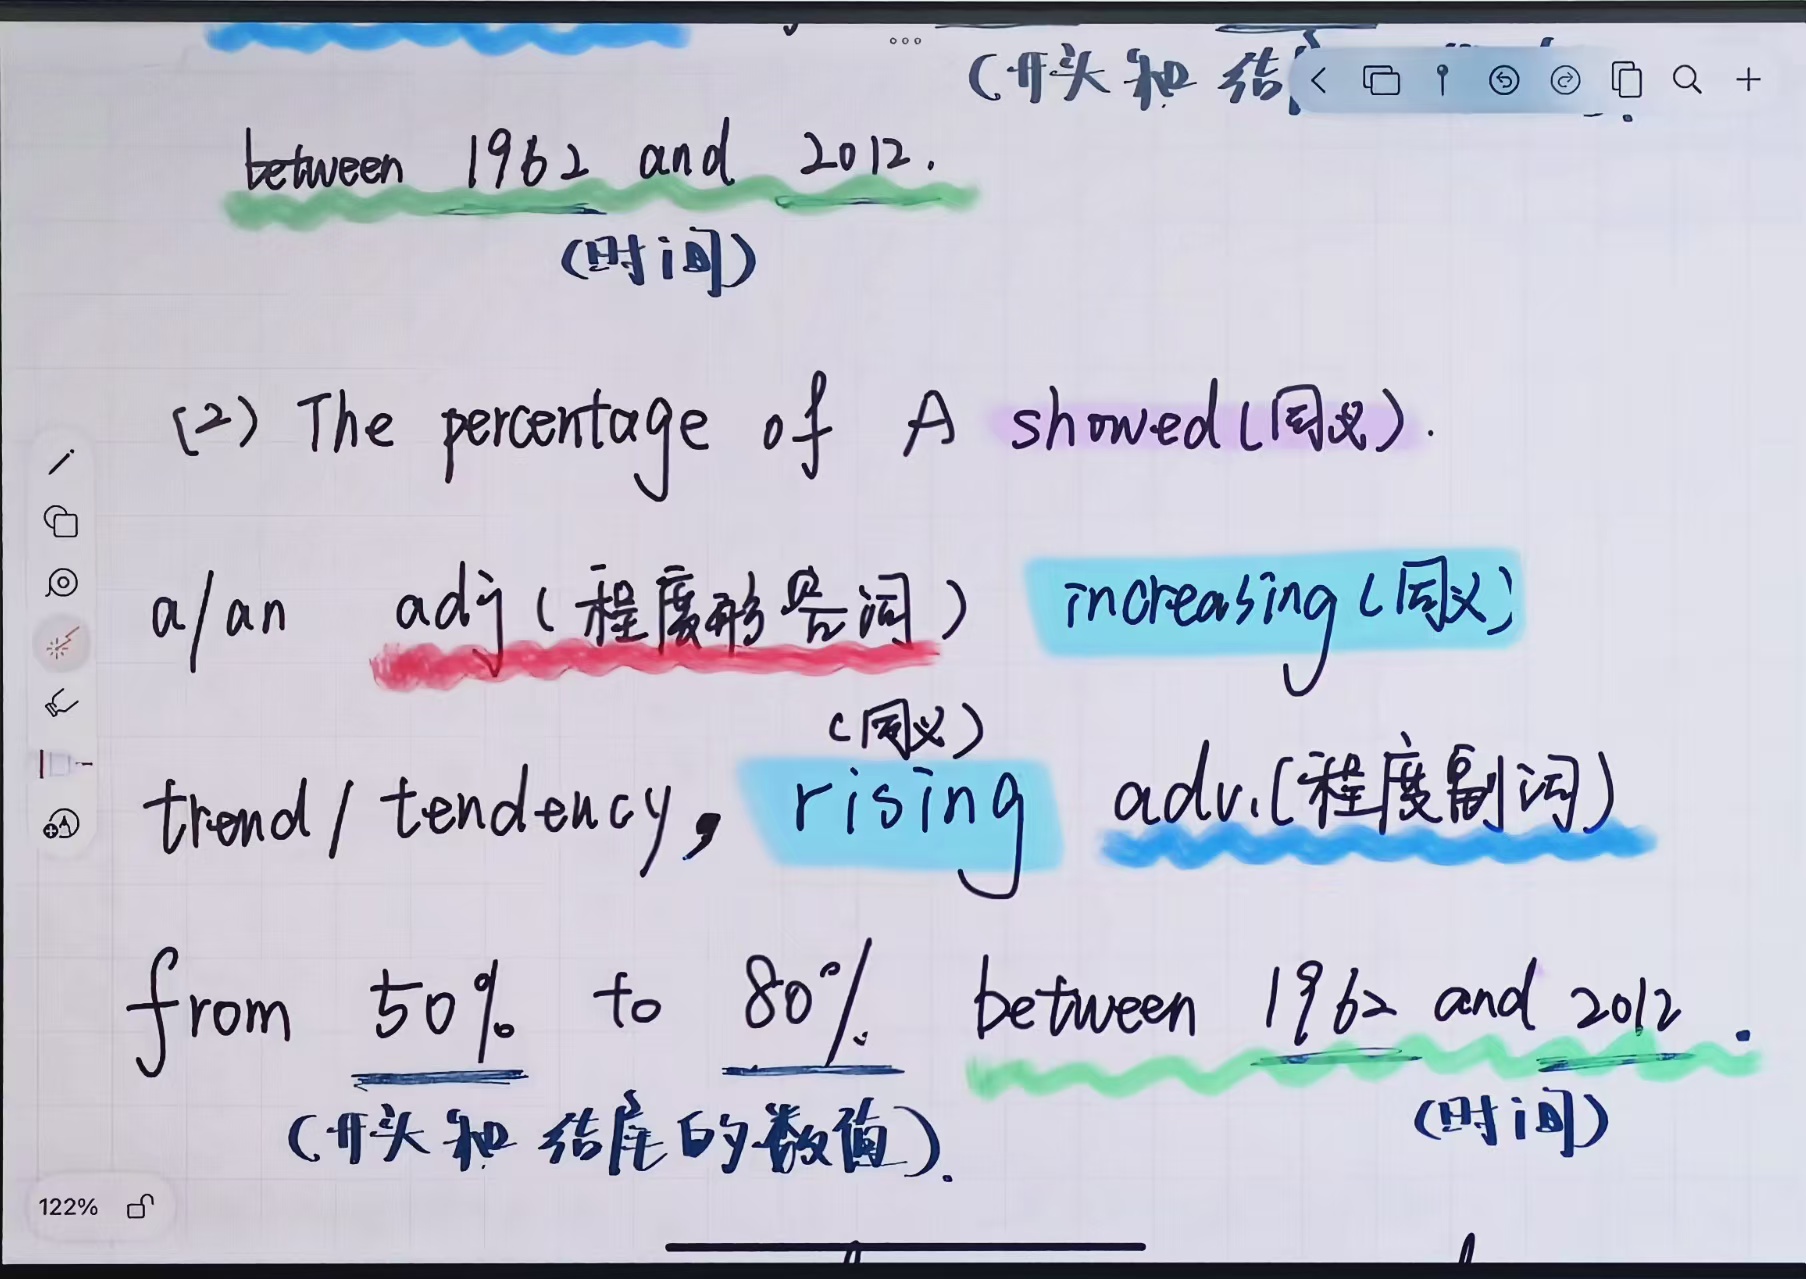 (开头和结
between 1962 and 2012.
(时间)
(2) The percentage of A showed (同义).
a/an adj (程度形容词) increasing (同义)
(同义)
trend/ tendency, rising adv. (程度副词)
from 50% to 80% between 1962 and 2012.
(开头和结尾的数值). (时间)
122%